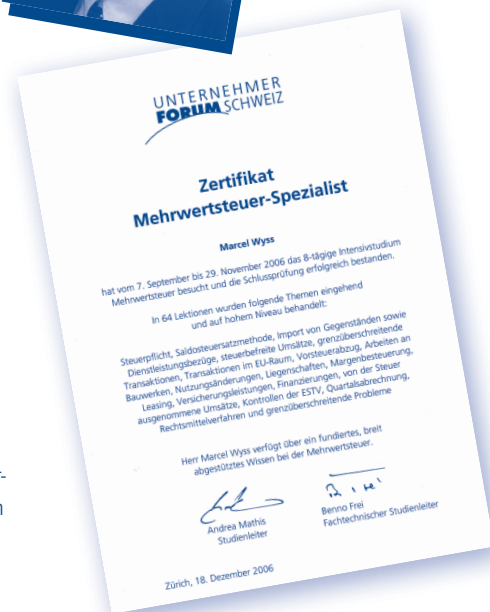 UNTERNEHMER
FORUM SCHWEIZ
Zertifikat
Mehrwertsteuer-Spezialist
Marcel Wyss
hat vom 7. September bis 29. November 2006 das 8-tägige Intensivstudium
Mehrwertsteuer besucht und die Schlussprüfung erfolgreich bestanden.
In 64 Lektionen wurden folgende Themen eingehend
und auf hohem Niveau behandelt:
Steuerpflicht, Saldosteuersatzmethode, Import von Gegenständen sowie
Dienstleistungsbezüge, steuerbefreite Umsätze, grenzüberschreitende
Transaktionen, Transaktionen im EU-Raum, Vorsteuerabzug, Arbeiten an
Bauwerken, Nutzungsänderungen, Liegenschaften, Margenbesteuerung,
Leasing, Versicherungsleistungen, Finanzierungen, von der Steuer
ausgenommene Umsätze, Kontrollen der ESTV, Quartalsabrechnung,
Rechtsmittelverfahren und grenzüberschreitende Probleme
Herr Marcel Wyss verfügt über ein fundiertes, breit
abgestütztes Wissen bei der Mehrwertsteuer.
Andrea Mathis
Studienleiter
Benno Frei
Fachtechnischer Studienleiter
Zürich, 18. Dezember 2006